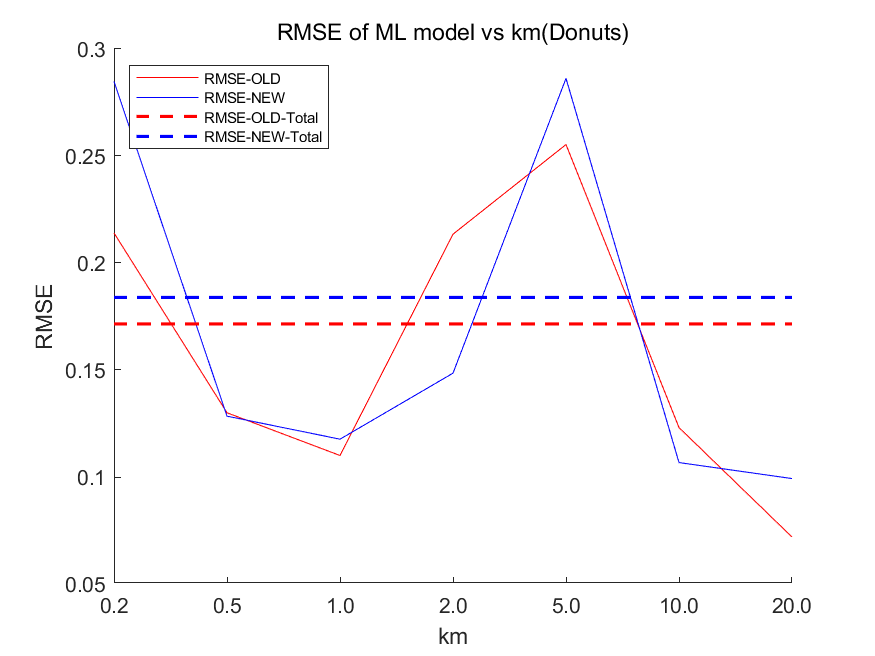 RMSE of ML model vs km(Donuts)
0.3
RMSE-OLD
RMSE-NEW
RMSE-OLD-Total
RMSE-NEW-Total
0.25
0.2
RMSE
0.15
0.1
0.05
0.2 0.5 1.0 2.0 5.0 10.0 20.0
km